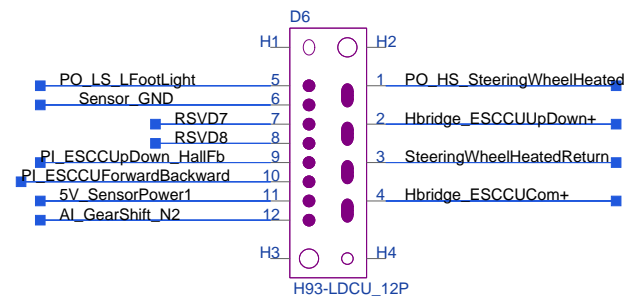 D6
H1 H2
PO_LS_LFootLight 5 1 PO_HS_SteeringWheelHeated
Sensor_GND 6
RSVD7 7 2 Hbridge_ESCCUUpDown+
RSVD8 8
PI_ESCCUpDown_HallFb 9 3 SteeringWheelHeatedReturn
PI_ESCCUForwardBackward 10
5V_SensorPower1 11 4 Hbridge_ESCCUCom+
AI_GearShift_N2 12
H3 H4
H93-LDCU_12P